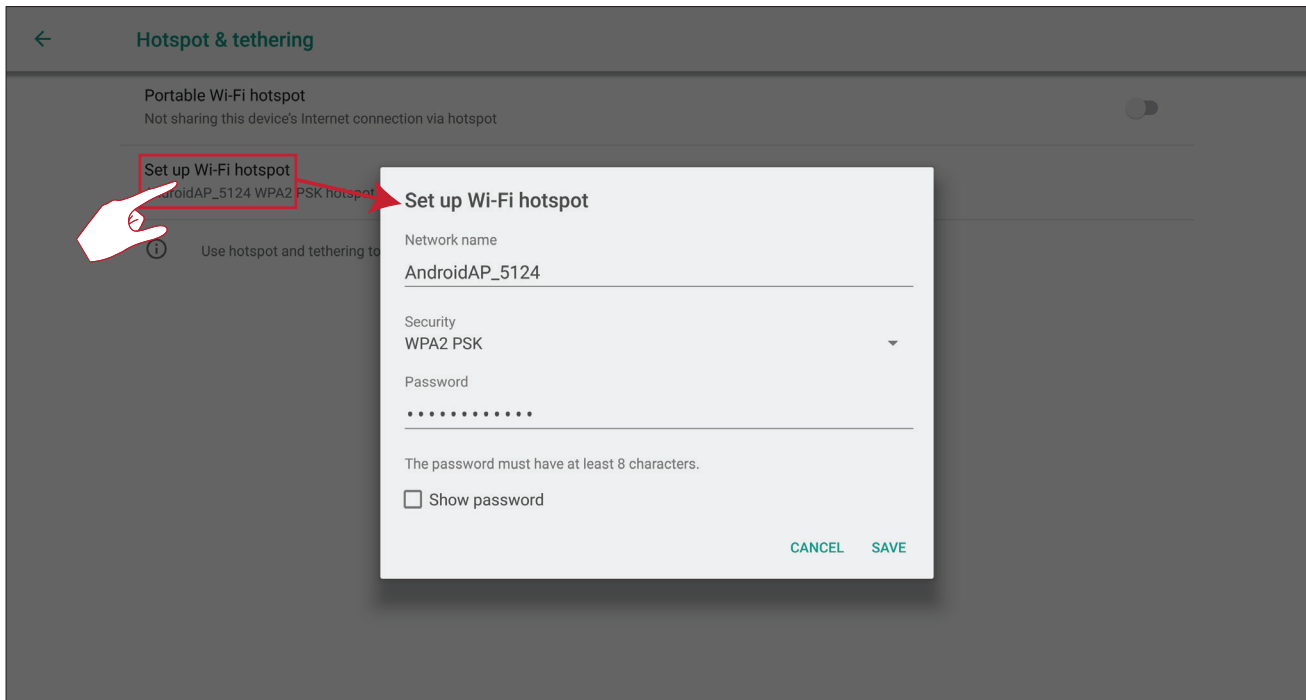 Hotspot & tethering
Portable Wi-Fi hotspot
Not sharing this device's Internet connection via hotspot
Set up Wi-Fi hotspot
AndroidAP_5124 WPA2 PSK hotspot
Use hotspot and tethering to
Set up Wi-Fi hotspot
Network name
AndroidAP_5124
Security
WPA2 PSK
Password
••••••••••••
The password must have at least 8 characters.
Show password
CANCEL SAVE